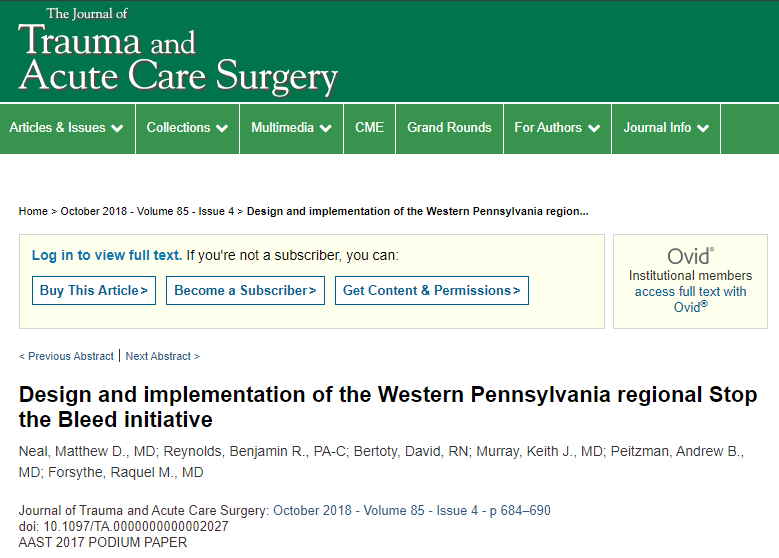 The Journal of
Trauma and
Acute Care Surgery
Articles & Issues Collections Multimedia CME Grand Rounds For Authors Journal Info
Home > October 2018 - Volume 85 - Issue 4 > Design and implementation of the Western Pennsylvania region...
Log in to view full text. If you're not a subscriber, you can:
Buy This Article> Become a Subscriber> Get Content & Permissions>
Ovid®
Institutional members
access full text with
Ovid®
< Previous Abstract | Next Abstract >
Design and implementation of the Western Pennsylvania regional Stop
the Bleed initiative
Neal, Matthew D., MD; Reynolds, Benjamin R., PA-C; Bertoty, David, RN; Murray, Keith J., MD; Peitzman, Andrew B.,
MD; Forsythe, Raquel M., MD
Journal of Trauma and Acute Care Surgery: October 2018 - Volume 85 - Issue 4 - p 684–690
doi: 10.1097/TA.0000000000002027
AAST 2017 PODIUM PAPER